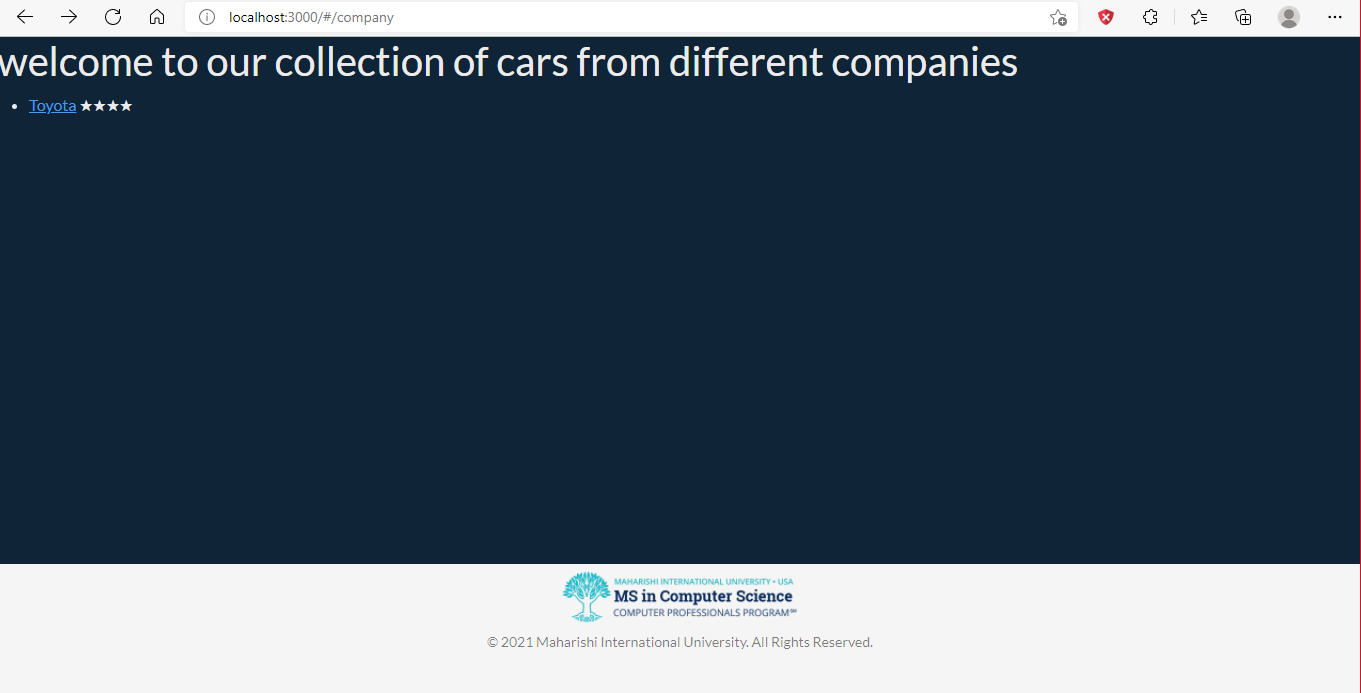 localhost:3000/#/company
welcome to our collection of cars from different companies
• Toyota ★★★★
MAHARISHI INTERNATIONAL UNIVERSITY • USA
MS in Computer Science
COMPUTER PROFESSIONALS PROGRAM℠
© 2021 Maharishi International University. All Rights Reserved.